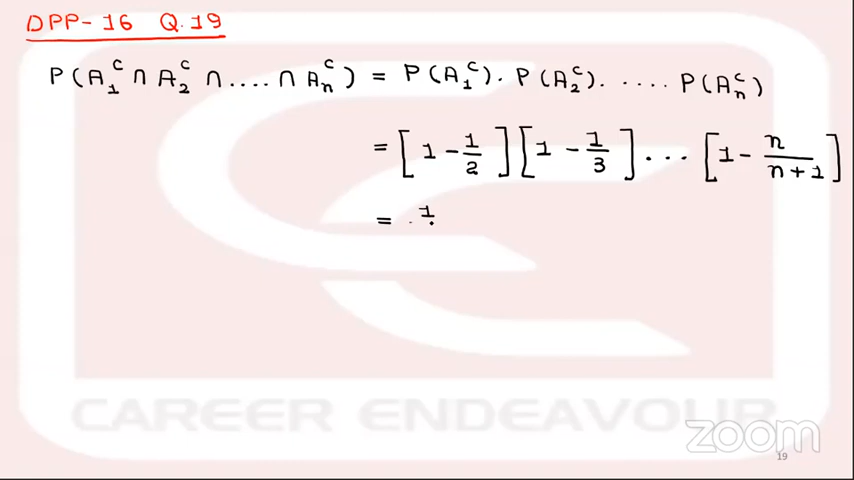 DPP-16 Q.19
P(A₁ᶜ ∩ A₂ᶜ ∩ .... ∩ Aₙᶜ) = P(A₁ᶜ). P(A₂ᶜ). .... P(Aₙᶜ)
= [1 - 1/2] [1 - 1/3] ... [1 - n/(n+1)]
= 1
CAREER ENDEAVOUR
zoom
19